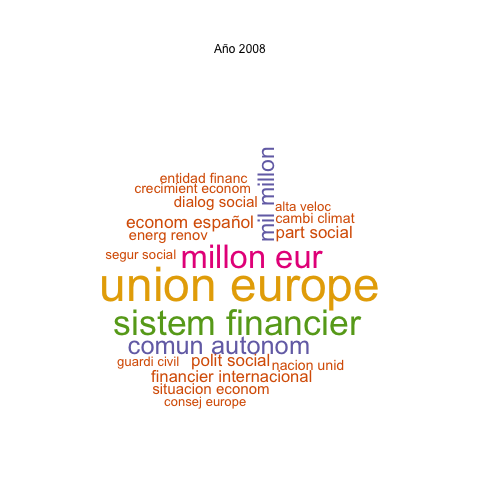 Año 2008
mil millon
entidad financ
crecimient econom
dialog social
alta veloc
cambi climat
econom español
part social
energ renov
segur social
millon eur
union europe
sistem financier
comun autonom
guardi civil
polit social
nacion unid
financier internacional
situacion econom
consej europe